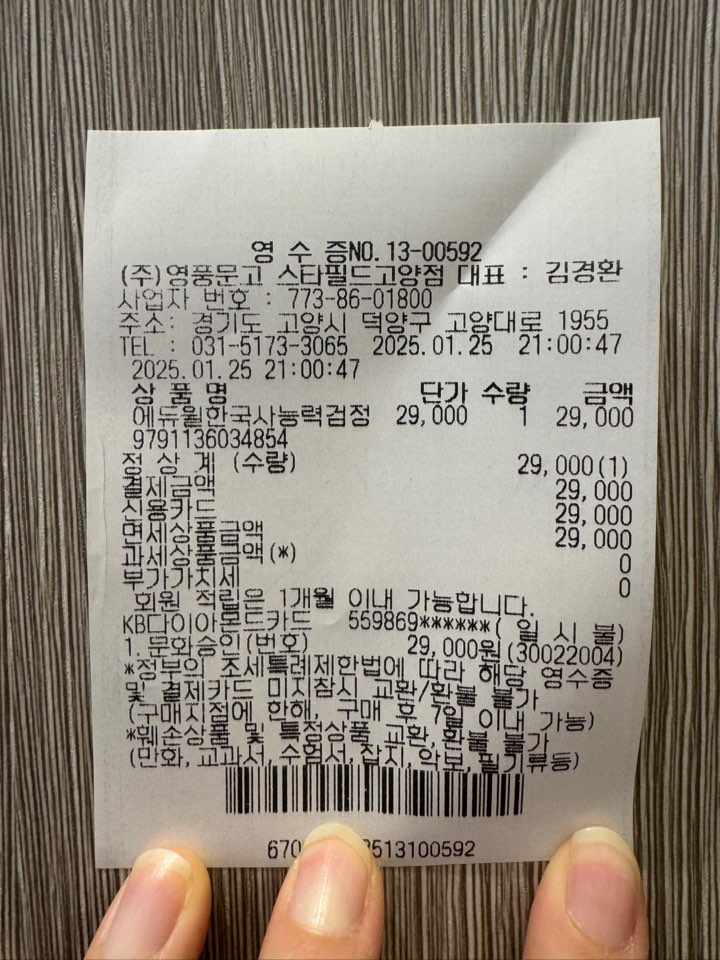 영 수 증NO.13-00592
(주)영풍문고 스타필드고양점 대표 : 김경환
사업자 번호 : 773-86-01800
주소: 경기도 고양시 덕양구 고양대로 1955
TEL : 031-5173-3065 2025.01.25 21:00:47
2025.01.25 21:00:47
상 품 명 단가 수량 금액
에듀윌한국사능력검정 29,000 1 29,000
9791136034854
정 상 계 (수량) 29,000(1)
결제금액 29,000
신용카드 29,000
면세상품금액 29,000
과세상품금액(*) 0
부가가치세 0
회원 적립은 1개월 이내 가능합니다.
KB다이아몬드카드 559869******( 일 시 불)
1. 문화승인(번호) 29,000원(30022004)
*정부의 조세특례제한법에 따라 해당 영수증
및 결제카드 미지참시 교환/환불 불가
(구매지점에 한해, 구매 후 7일 이내 가능)
*훼손상품 및 특정상품 교환,환불 불가
(만화,교과서,수험서,잡지,악보,필기류등)
670 513100592